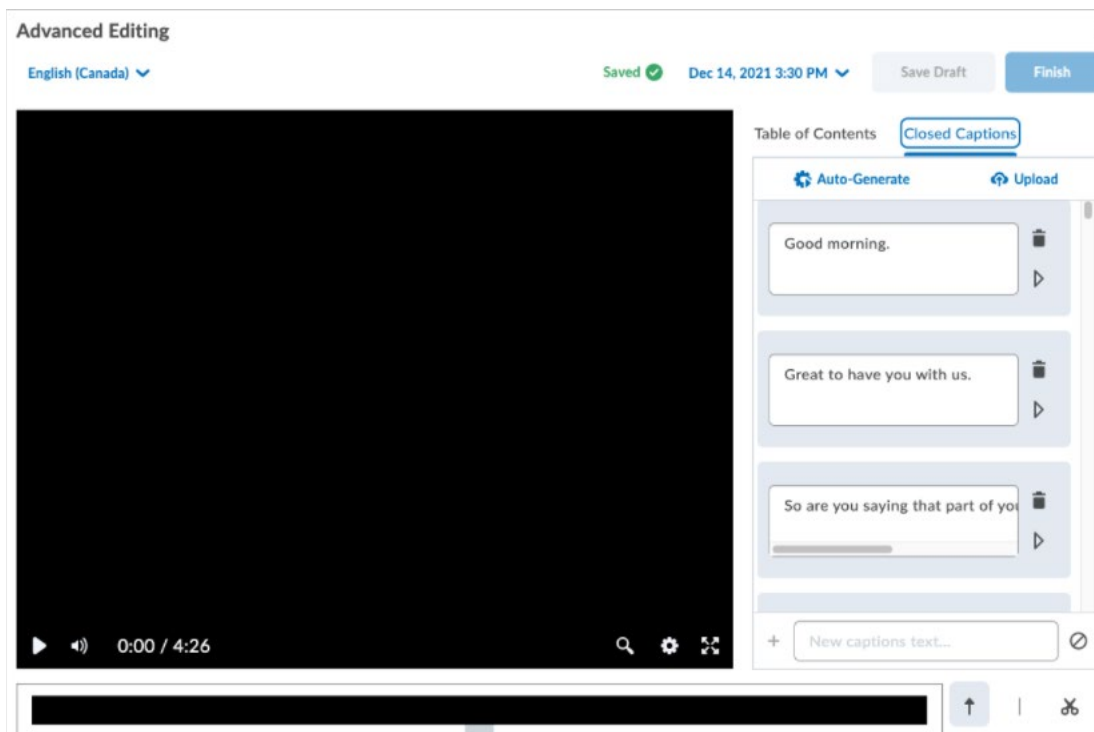 Advanced Editing
English (Canada)
Saved
Dec 14, 2021 3:30 PM
Save Draft
Finish
Table of Contents
Closed Captions
Auto-Generate
Upload
Good morning.
Great to have you with us.
So are you saying that part of
New captions text...
0:00 / 4:26